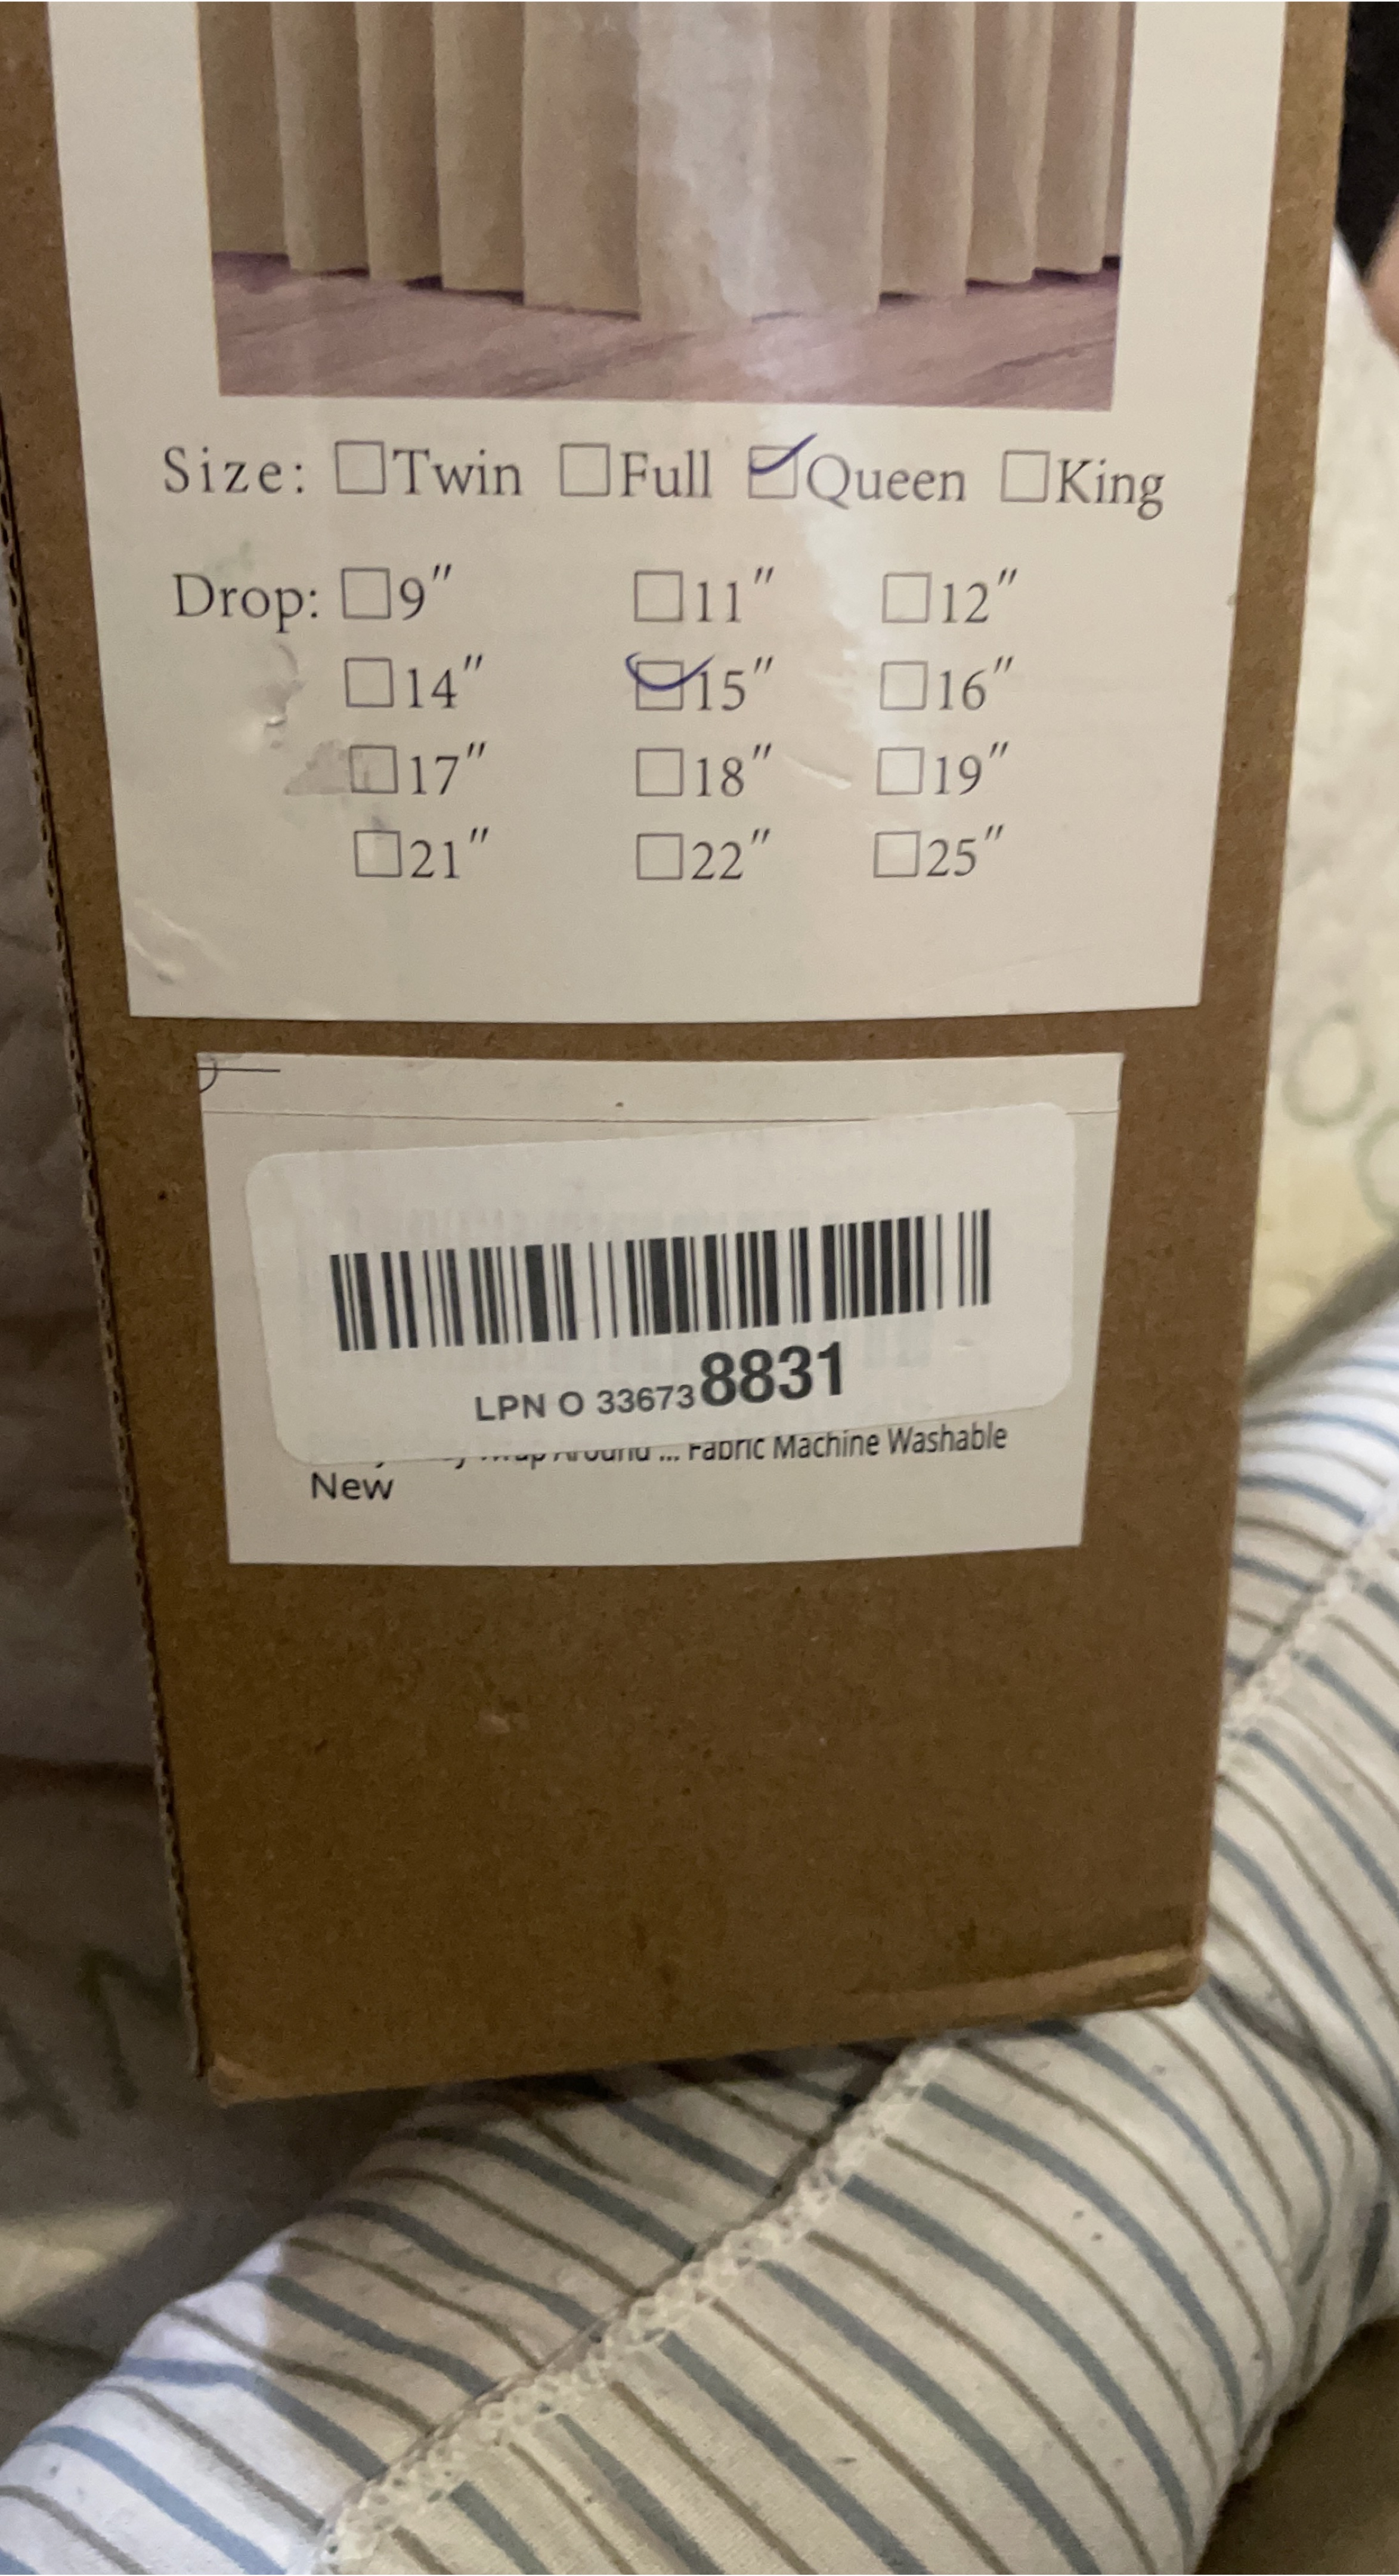 Size: ☐Twin ☐Full ☑Queen ☐King
Drop: ☐9″ ☐11″ ☐12″
☐14″ ☑15″ ☐16″
☐17″ ☐18″ ☐19″
☐21″ ☐22″ ☐25″
LPN O 336738831
Around ... Fabric Machine Washable
New